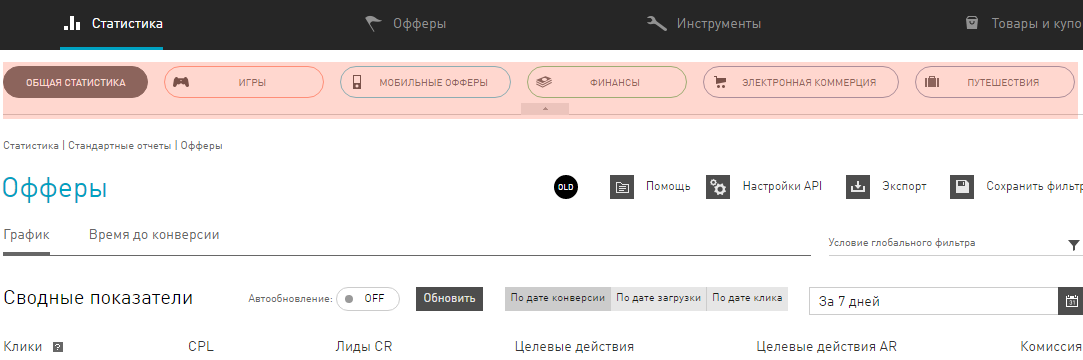 Статистика Офферы Инструменты Товары и купо
ОБЩАЯ СТАТИСТИКА ИГРЫ МОБИЛЬНЫЕ ОФФЕРЫ ФИНАНСЫ ЭЛЕКТРОННАЯ КОММЕРЦИЯ ПУТЕШЕСТВИЯ
Статистика | Стандартные отчеты | Офферы
Офферы OLD Помощь Настройки API Экспорт Сохранить фильтр
График Время до конверсии Условие глобального фильтра
Сводные показатели Автообновление: OFF Обновить По дате конверсии По дате загрузки По дате клика За 7 дней 31
Клики ? CPL Лиды CR Целевые действия Целевые действия AR Комиссия